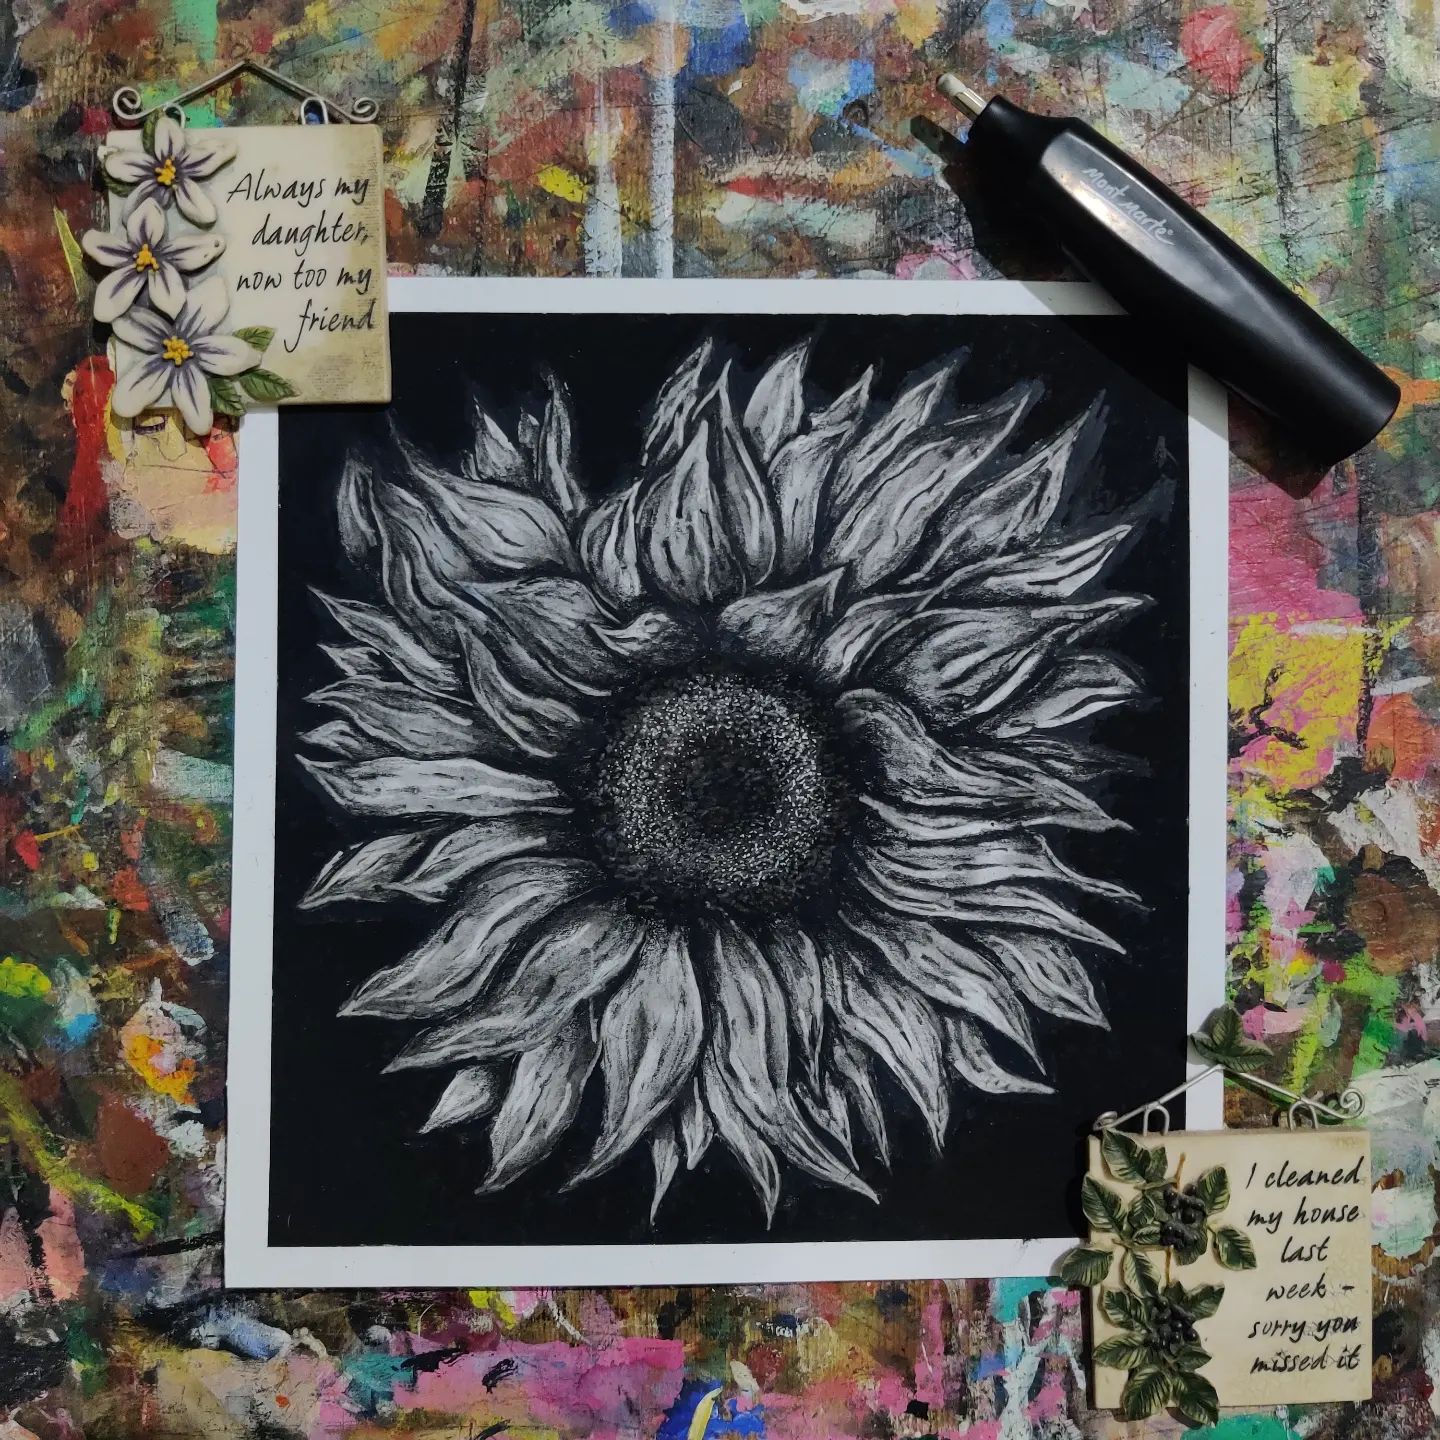 Always my
daughter,
now too my
friend
Mont Marte
I cleaned
my house
last
week -
sorry you
missed it